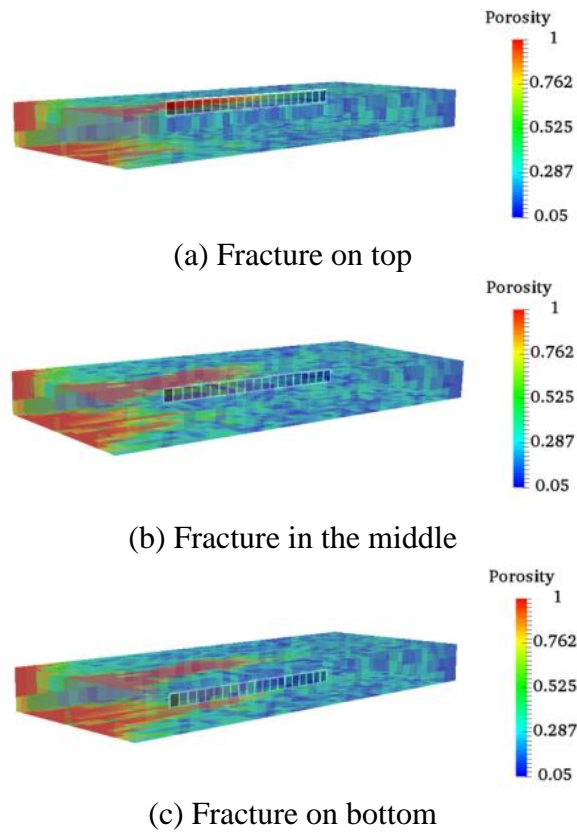 Porosity
1
0.762
0.525
0.287
0.05
(a) Fracture on top
Porosity
1
0.762
0.525
0.287
0.05
(b) Fracture in the middle
Porosity
1
0.762
0.525
0.287
0.05
(c) Fracture on bottom